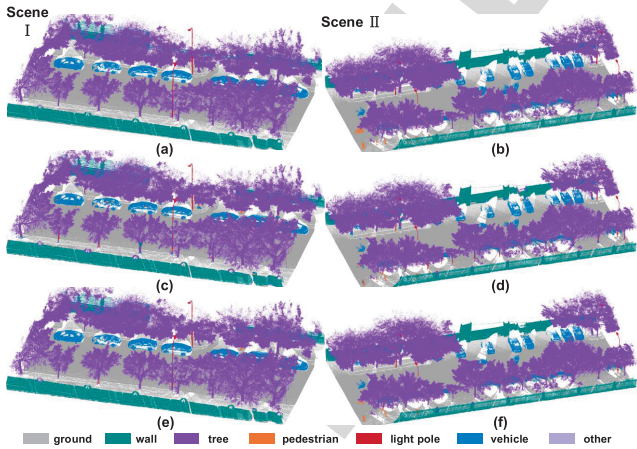 Scene
I
Scene II
(a)
(b)
(c)
(d)
(e)
(f)
ground wall tree pedestrian light pole vehicle other